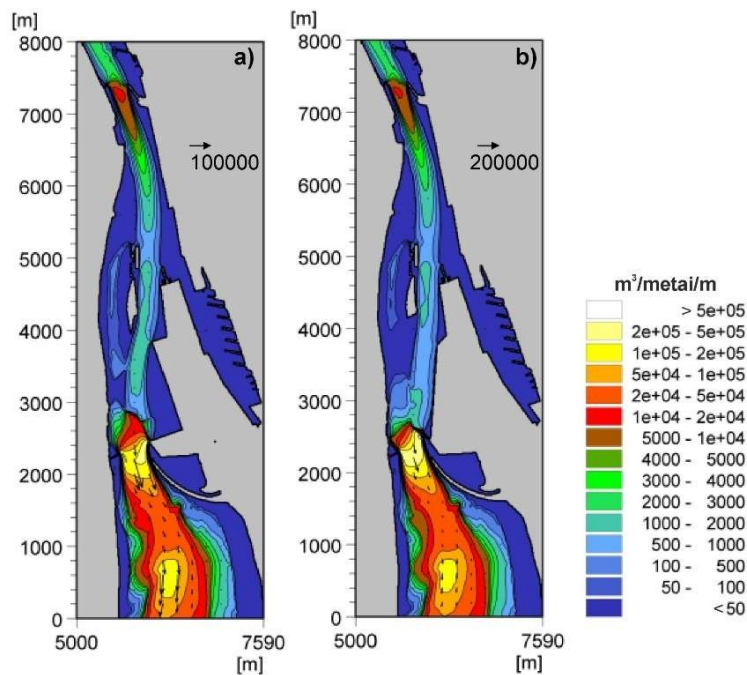 [m]
8000
7000
6000
5000
4000
3000
2000
1000
0
a)
100000
5000
7590
[m]
[m]
8000
7000
6000
5000
4000
3000
2000
1000
0
b)
200000
5000
7590
[m]
m³/metai/m
> 5e+05
2e+05 - 5e+05
1e+05 - 2e+05
5e+04 - 1e+05
2e+04 - 5e+04
1e+04 - 2e+04
5000 - 1e+04
4000 - 5000
3000 - 4000
2000 - 3000
1000 - 2000
500 - 1000
100 - 500
50 - 100
< 50